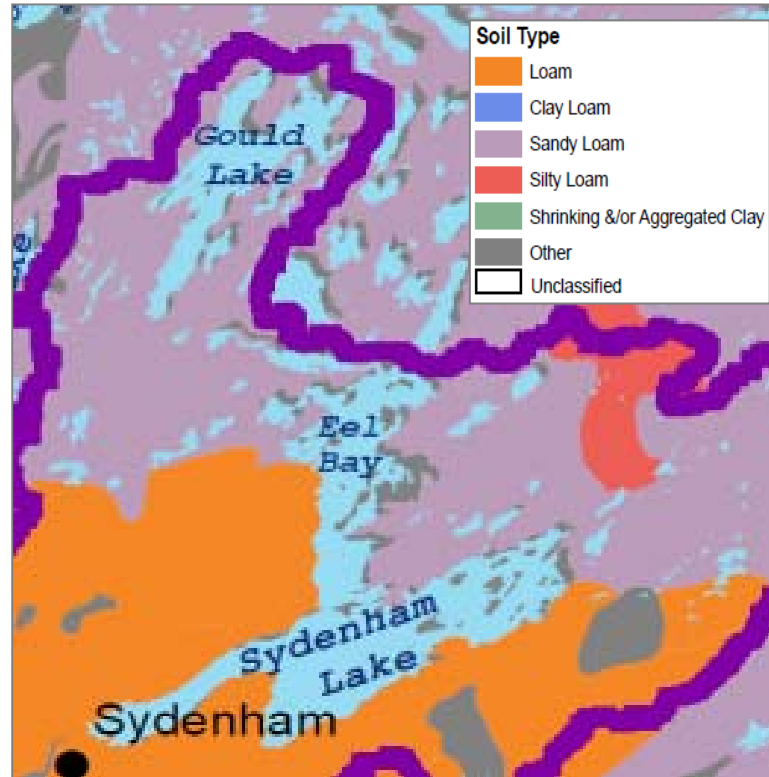 Soil Type
Loam
Clay Loam
Sandy Loam
Silty Loam
Shrinking &/or Aggregated Clay
Other
Unclassified
Gould
Lake
Eel
Bay
Sydenham
Lake
Sydenham